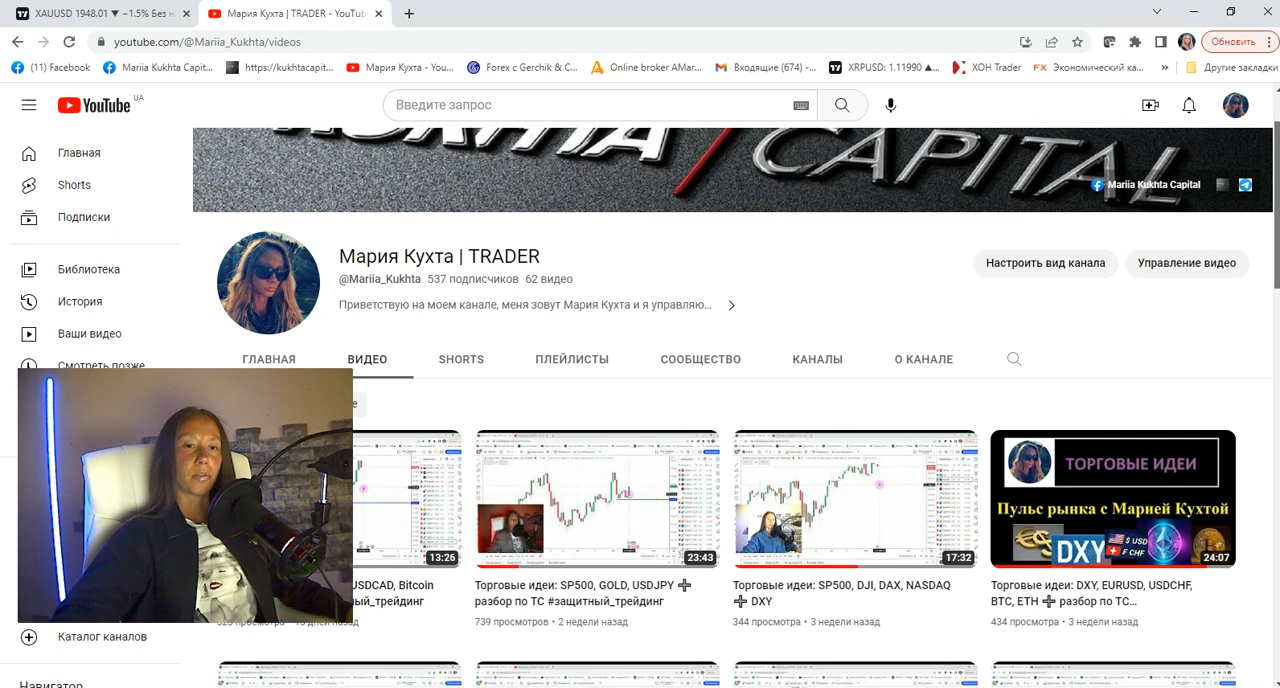 XAUUSD 1948.01 ▼ −1.5% Без н
Мария Кухта | TRADER - YouTub
youtube.com/@Mariia_Kukhta/videos
Обновить
(11) Facebook
Mariia Kukhta Capit...
https://kukhtacapit...
Мария Кухта - You...
Forex c Gerchik & C...
Online broker AMar...
Входящие (674) -...
XRPUSD: 1.11990 ▲...
XOH Trader
FX Экономический ка...
»
Другие закладки
YouTube UA
Введите запрос
Главная
Shorts
Подписки
Библиотека
История
Ваши видео
Смотреть позже
Каталог каналов
Навигатор
KUKHTA/CAPITAL
Mariia Kukhta Capital
Мария Кухта | TRADER
@Mariia_Kukhta 537 подписчиков 62 видео
Приветствую на моем канале, меня зовут Мария Кухта и я управляю...
Настроить вид канала
Управление видео
ГЛАВНАЯ
ВИДЕО
SHORTS
ПЛЕЙЛИСТЫ
СООБЩЕСТВО
КАНАЛЫ
О КАНАЛЕ
13:26
USDCAD, Bitcoin
ный_трейдинг
23:43
Торговые идеи: SP500, GOLD, USDJPY ➕
разбор по ТС #защитный_трейдинг
739 просмотров • 2 недели назад
17:32
Торговые идеи: SP500, DJI, DAX, NASDAQ
➕ DXY
344 просмотра • 3 недели назад
ТОРГОВЫЕ ИДЕИ
Пульс рынка с Марией Кухтой
DXY
$ USD
F CHF
24:07
Торговые идеи: DXY, EURUSD, USDCHF,
BTC, ETH ➕ разбор по ТС...
434 просмотра • 3 недели назад